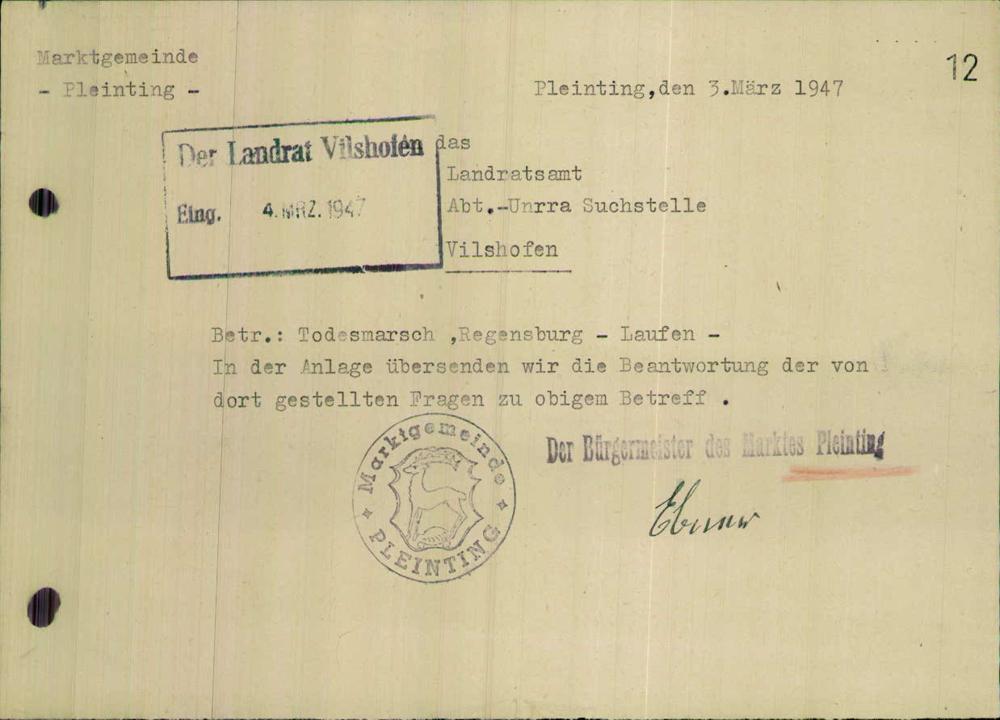 Marktgemeinde
- Pleinting -
12
Pleinting,den 3.März 1947
Der Landrat Vilshofen
Eing. 4. MRZ. 1947
das
Landratsamt
Abt.-Unrra Suchstelle
Vilshofen
Betr.: Todesmarsch ,Regensburg - Laufen -
In der Anlage übersenden wir die Beantwortung der von
dort gestellten Fragen zu obigem Betreff .
Marktgemeinde
PLEINTING
Der Bürgermeister des Marktes Pleinting